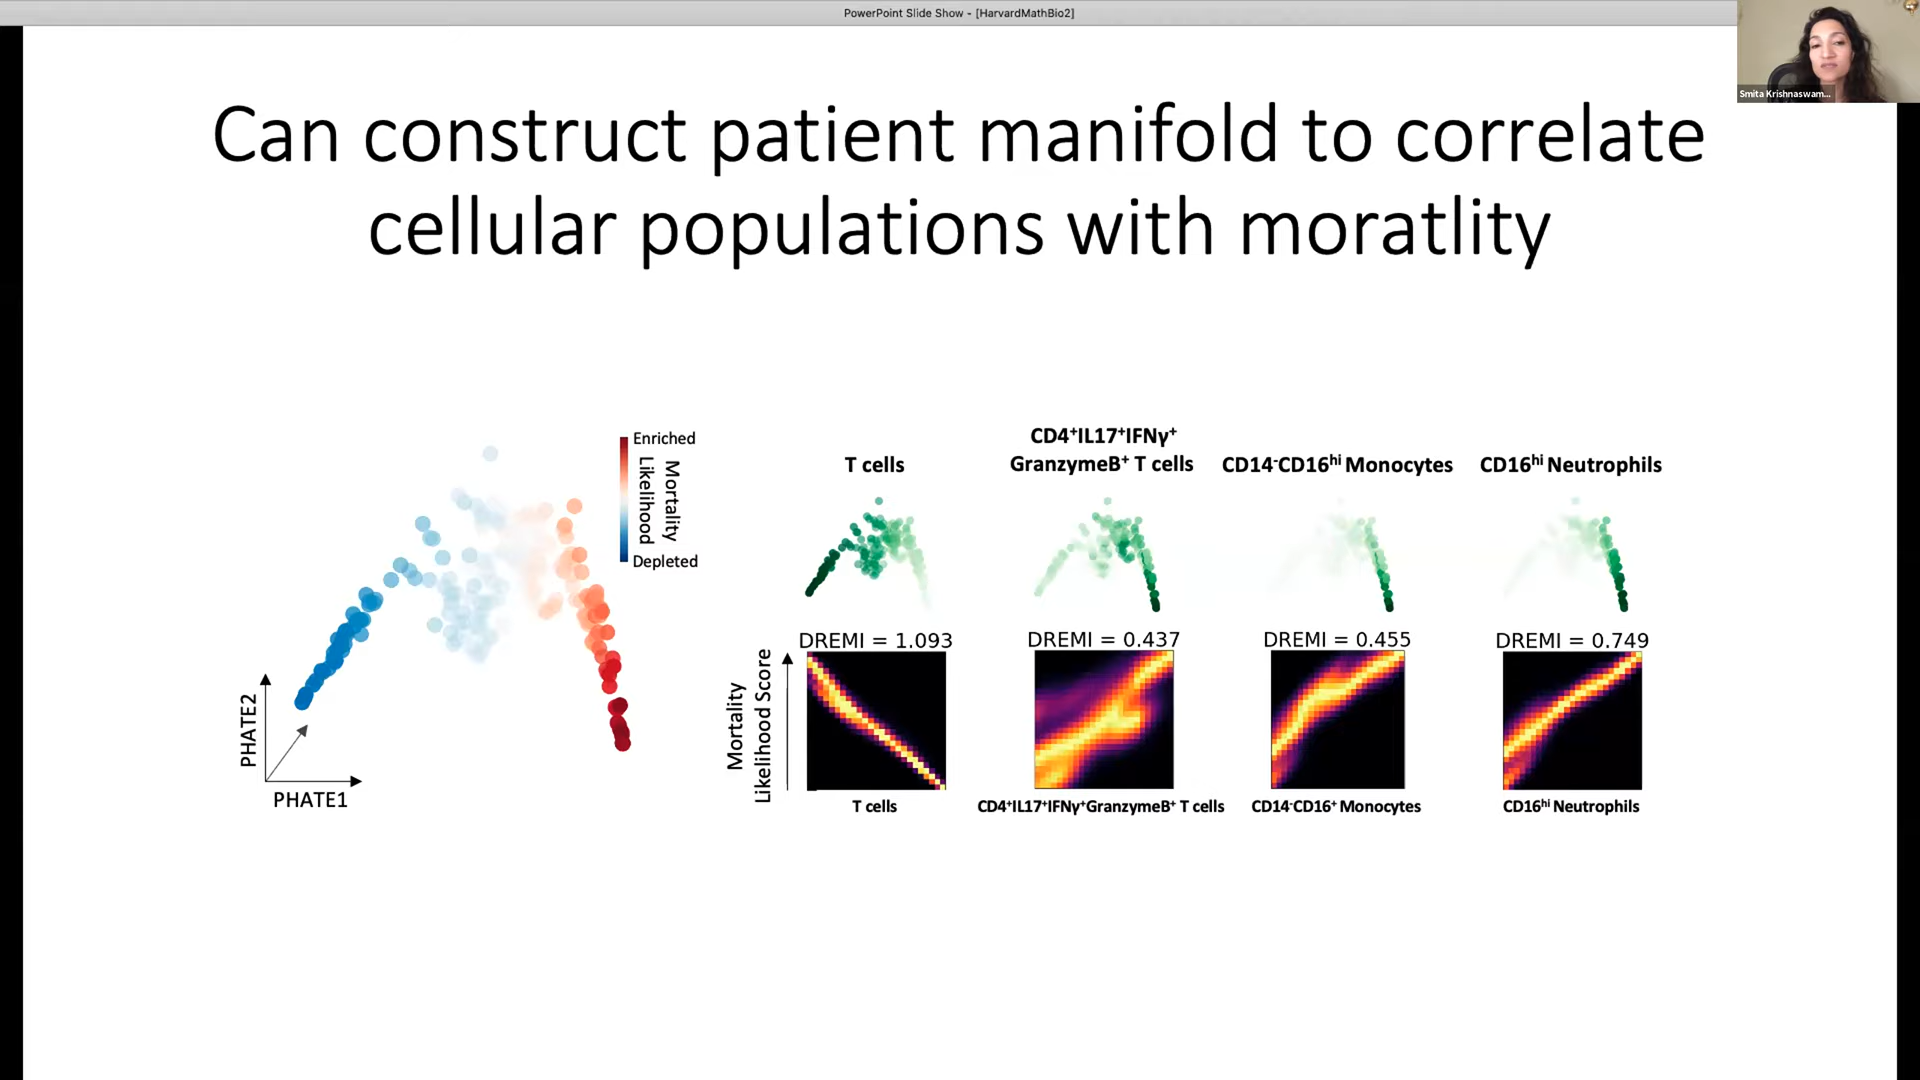 PowerPoint Slide Show - [HarvardMathBio2]
Smita Krishnaswam...
Can construct patient manifold to correlate
cellular populations with moratlity
Enriched
Mortality
Likelihood
Depleted
PHATE2
PHATE1
T cells
CD4⁺IL17⁺IFNγ⁺
GranzymeB⁺ T cells
CD14⁻CD16ʰⁱ Monocytes
CD16ʰⁱ Neutrophils
DREMI = 1.093
DREMI = 0.437
DREMI = 0.455
DREMI = 0.749
Mortality
Likelihood Score
T cells
CD4⁺IL17⁺IFNγ⁺GranzymeB⁺ T cells
CD14⁻CD16⁺ Monocytes
CD16ʰⁱ Neutrophils